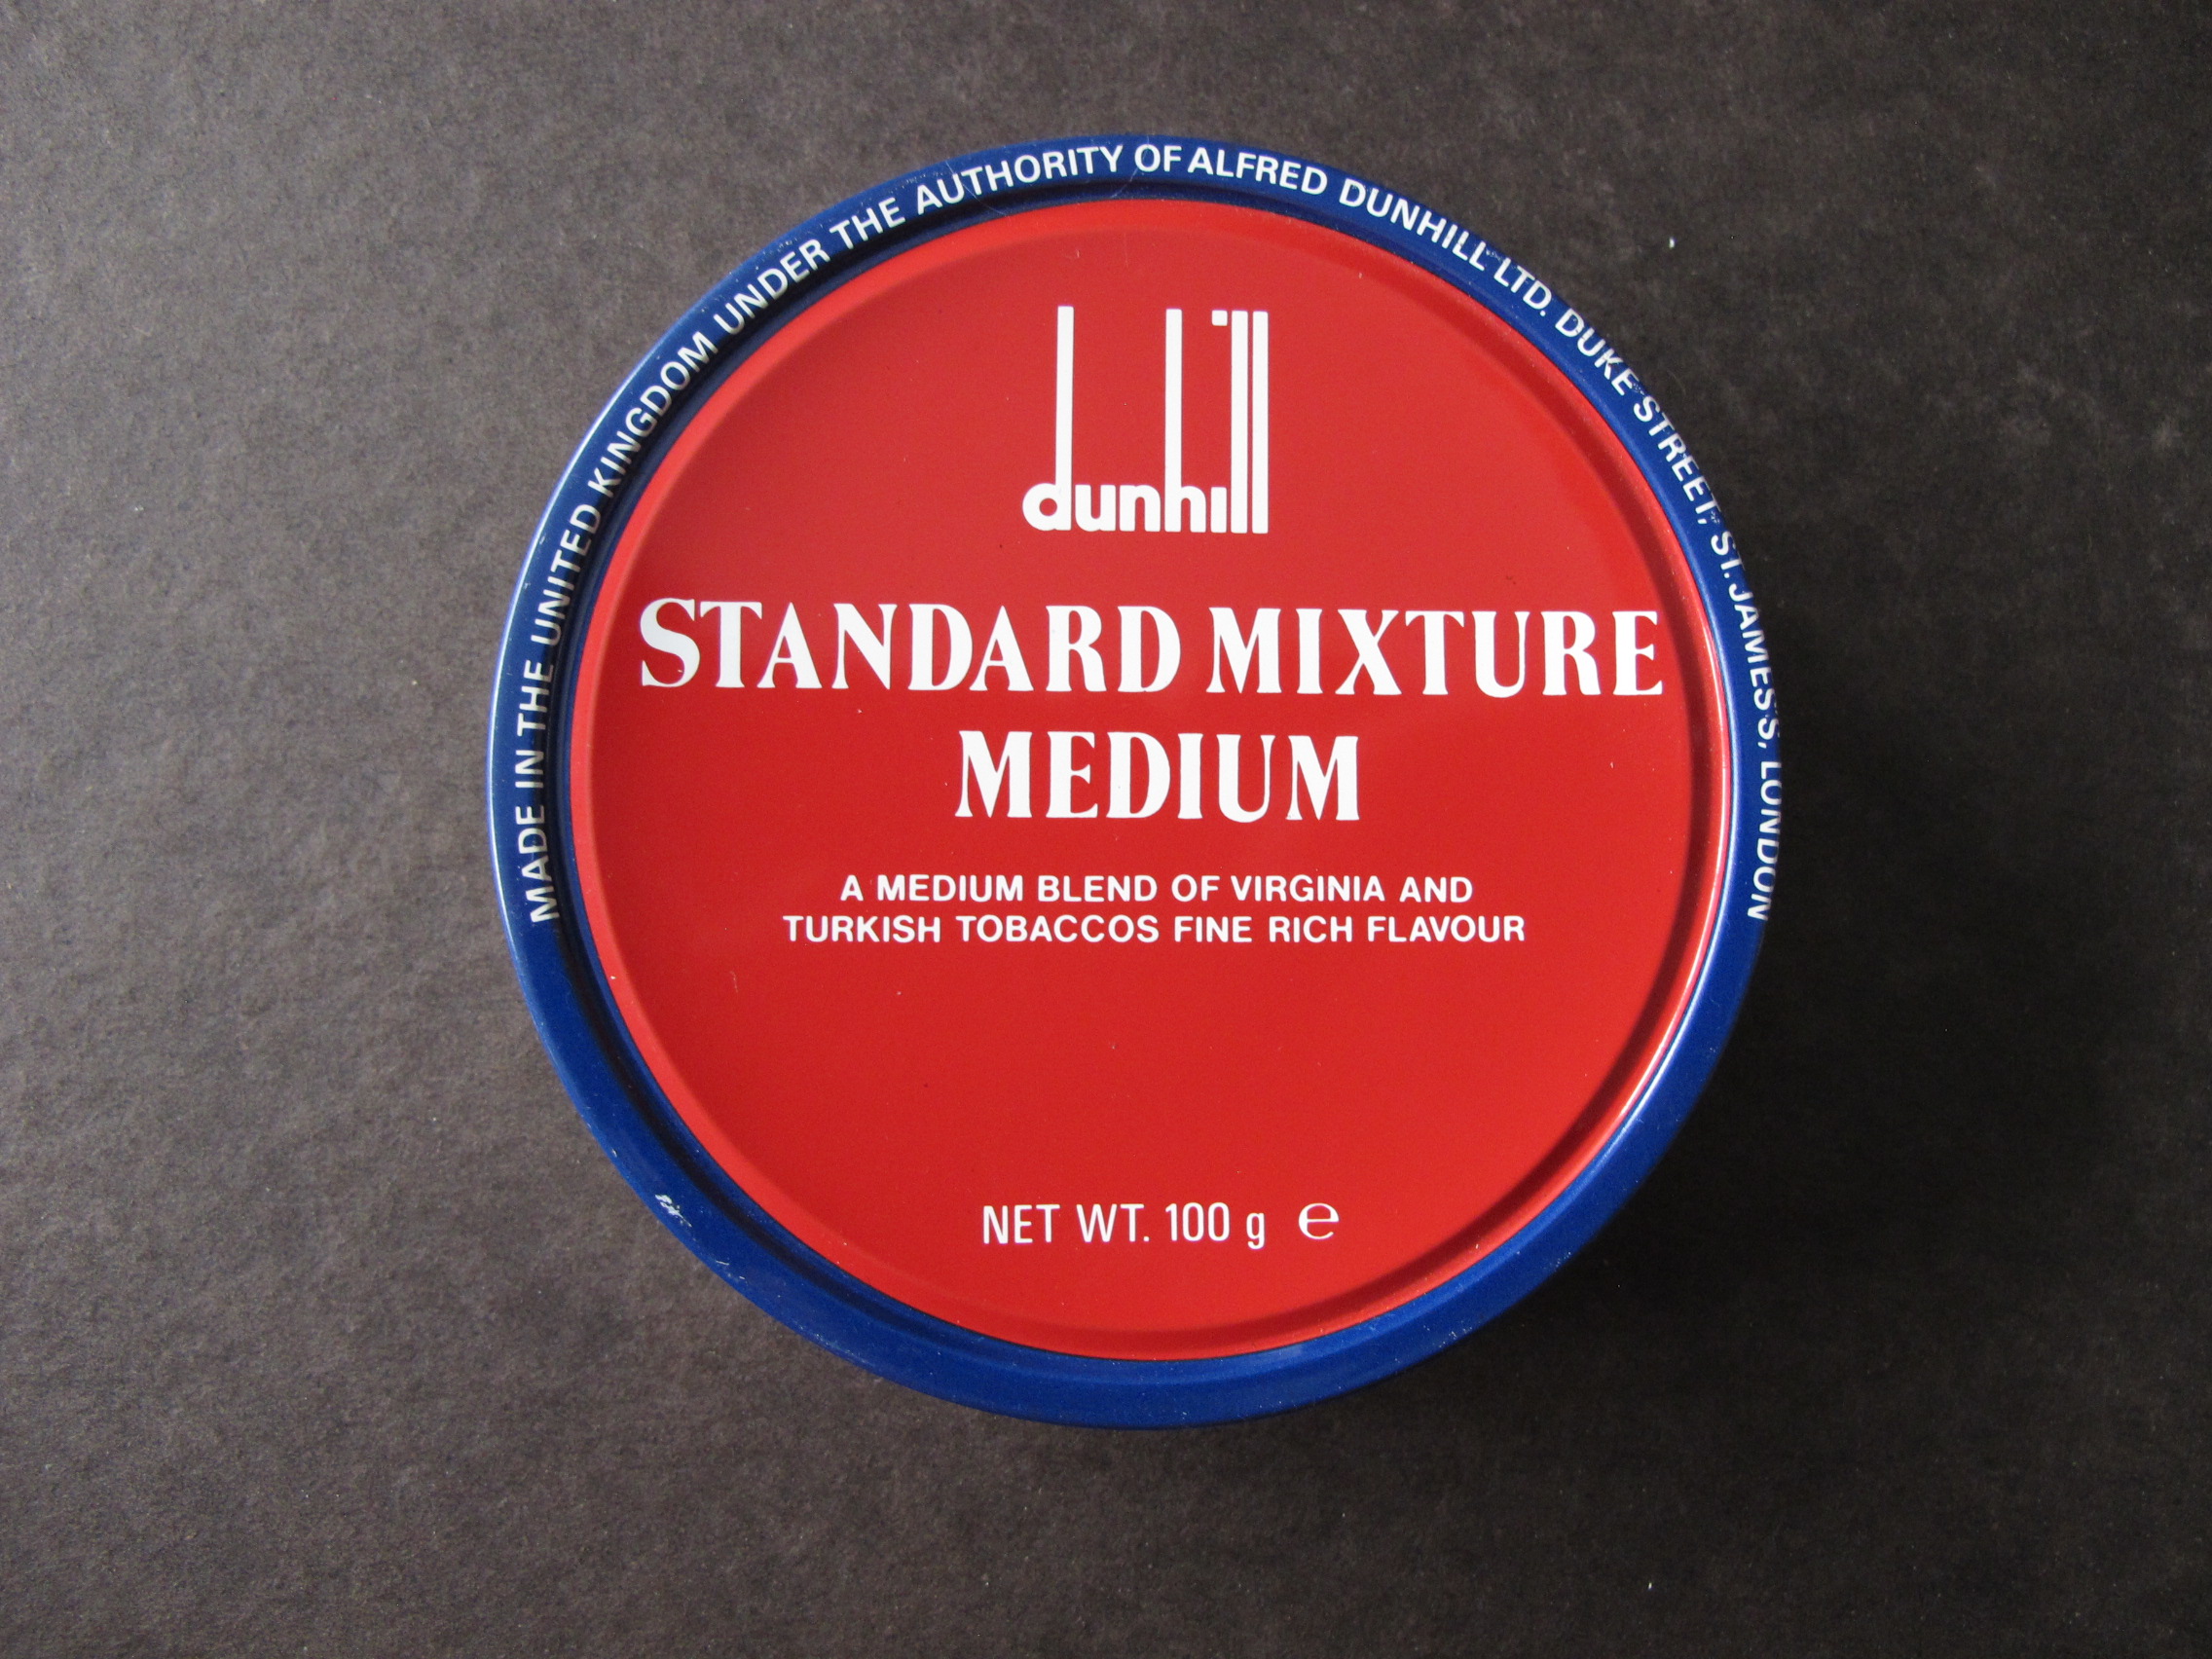 MADE IN THE UNITED KINGDOM UNDER THE AUTHORITY OF ALFRED DUNHILL LTD. DUKE STREET, ST. JAMES'S, LONDON
dunhill
STANDARD MIXTURE
MEDIUM
A MEDIUM BLEND OF VIRGINIA AND
TURKISH TOBACCOS FINE RICH FLAVOUR
NET WT. 100 g ℮